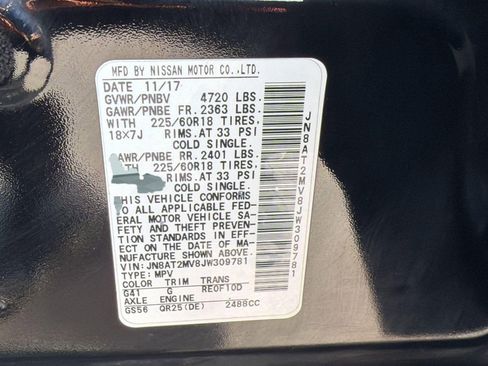 MFD BY NISSAN MOTOR CO.,LTD.
DATE 11/17
GVWR/PNBV 4720 LBS.
GAWR/PNBE FR. 2363 LBS.
WITH 225/60R18 TIRES.
18X7J RIMS.AT 33 PSI
COLD SINGLE.
AWR/PNBE RR. 2401 LBS.
TH 225/60R18 TIRES.
RIMS.AT 33 PSI
COLD SINGLE.
THIS VEHICLE CONFORMS
TO ALL APPLICABLE FED-
ERAL MOTOR VEHICLE SA-
FETY AND THEFT PREVEN-
TION STANDARDS IN EFF-
ECT ON THE DATE OF MA-
NUFACTURE SHOWN ABOVE.
VIN: JN8AT2MV8JW309781
TYPE: MPV
COLOR TRIM TRANS
G41 G RE0F10D
AXLE ENGINE
GS56 QR25(DE) 2488CC
JN8AT2MV8JW309781